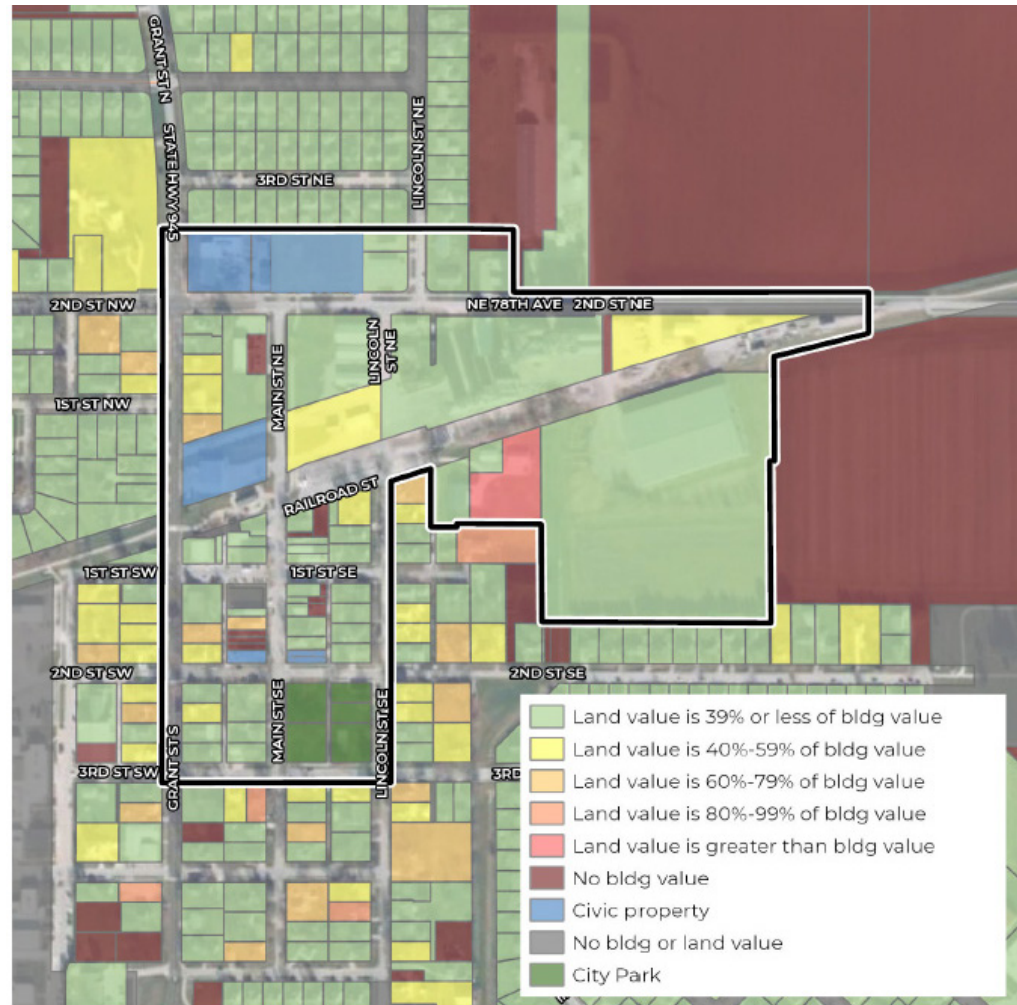 GRANT ST N
STATE HWY 945
LINCOLN ST NE
3RD ST NE
2ND ST NW
NE 78TH AVE 2ND ST NE
MAIN ST NE
LINCOLN
ST NE
1ST ST NW
RAILROAD ST
1ST ST SW
1ST ST SE
2ND ST SW
2ND ST SE
MAIN ST SE
LINCOLN ST SE
GRANT ST S
3RD ST SW
3RD
Land value is 39% or less of bldg value
Land value is 40%-59% of bldg value
Land value is 60%-79% of bldg value
Land value is 80%-99% of bldg value
Land value is greater than bldg value
No bldg value
Civic property
No bldg or land value
City Park